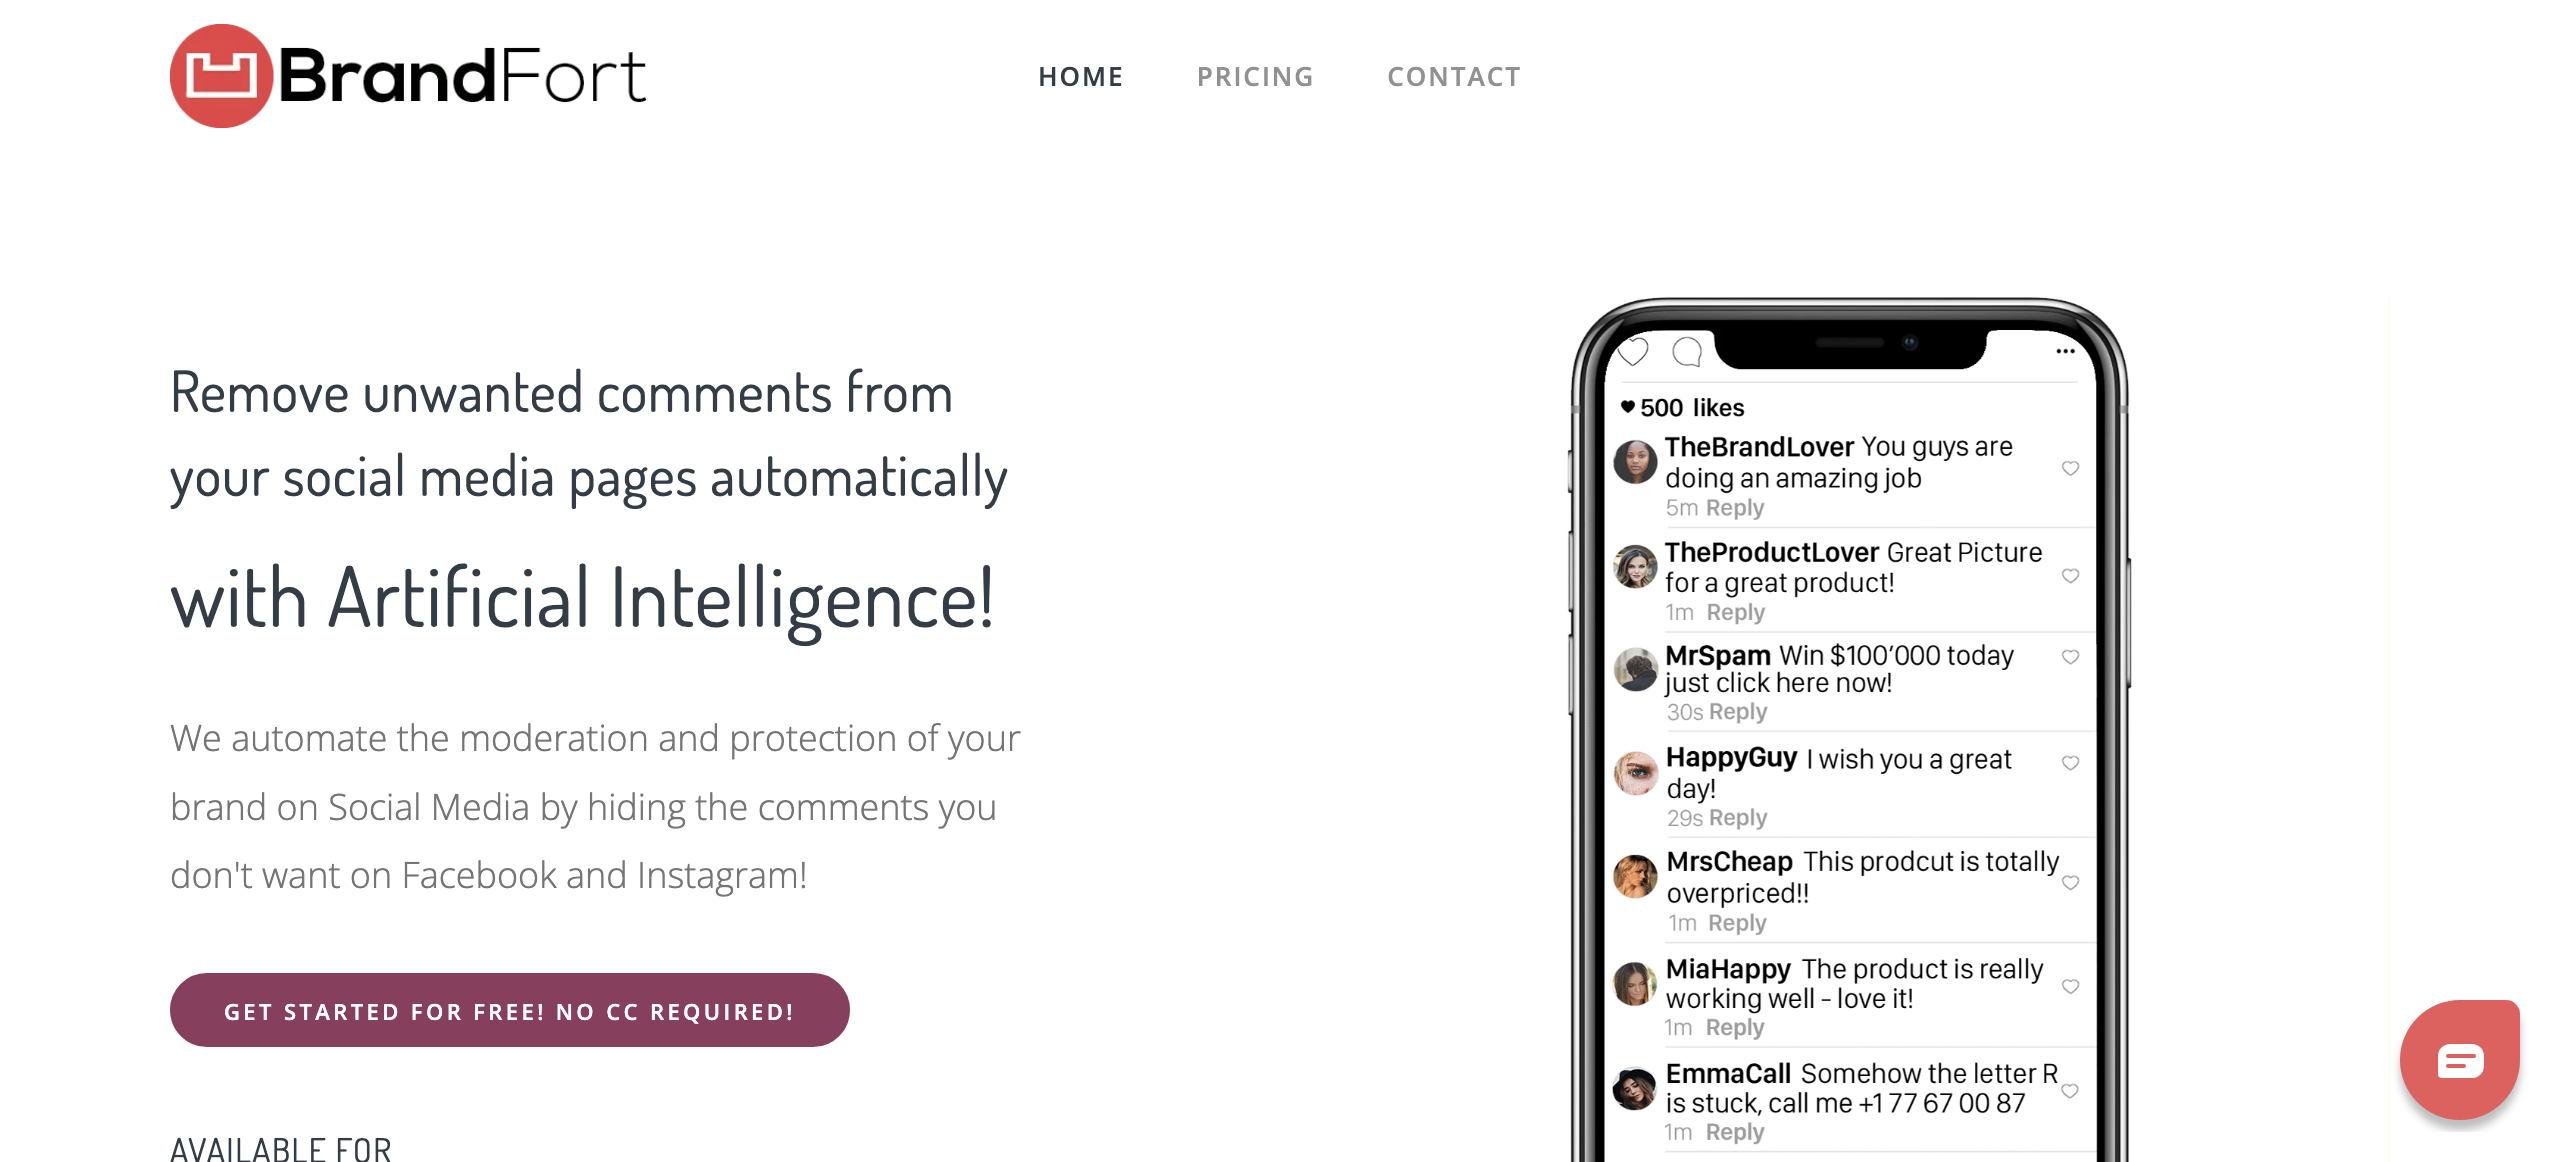 BrandFort
HOME PRICING CONTACT
Remove unwanted comments from
your social media pages automatically
with Artificial Intelligence!
We automate the moderation and protection of your
brand on Social Media by hiding the comments you
don't want on Facebook and Instagram!
GET STARTED FOR FREE! NO CC REQUIRED!
AVAILABLE FOR
500 likes
TheBrandLover You guys are
doing an amazing job
5m Reply
TheProductLover Great Picture
for a great product!
1m Reply
MrSpam Win $100'000 today
just click here now!
30s Reply
HappyGuy I wish you a great
day!
29s Reply
MrsCheap This prodcut is totally
overpriced!!
1m Reply
MiaHappy The product is really
working well - love it!
1m Reply
EmmaCall Somehow the letter R
is stuck, call me +1 77 67 00 87
1m Reply